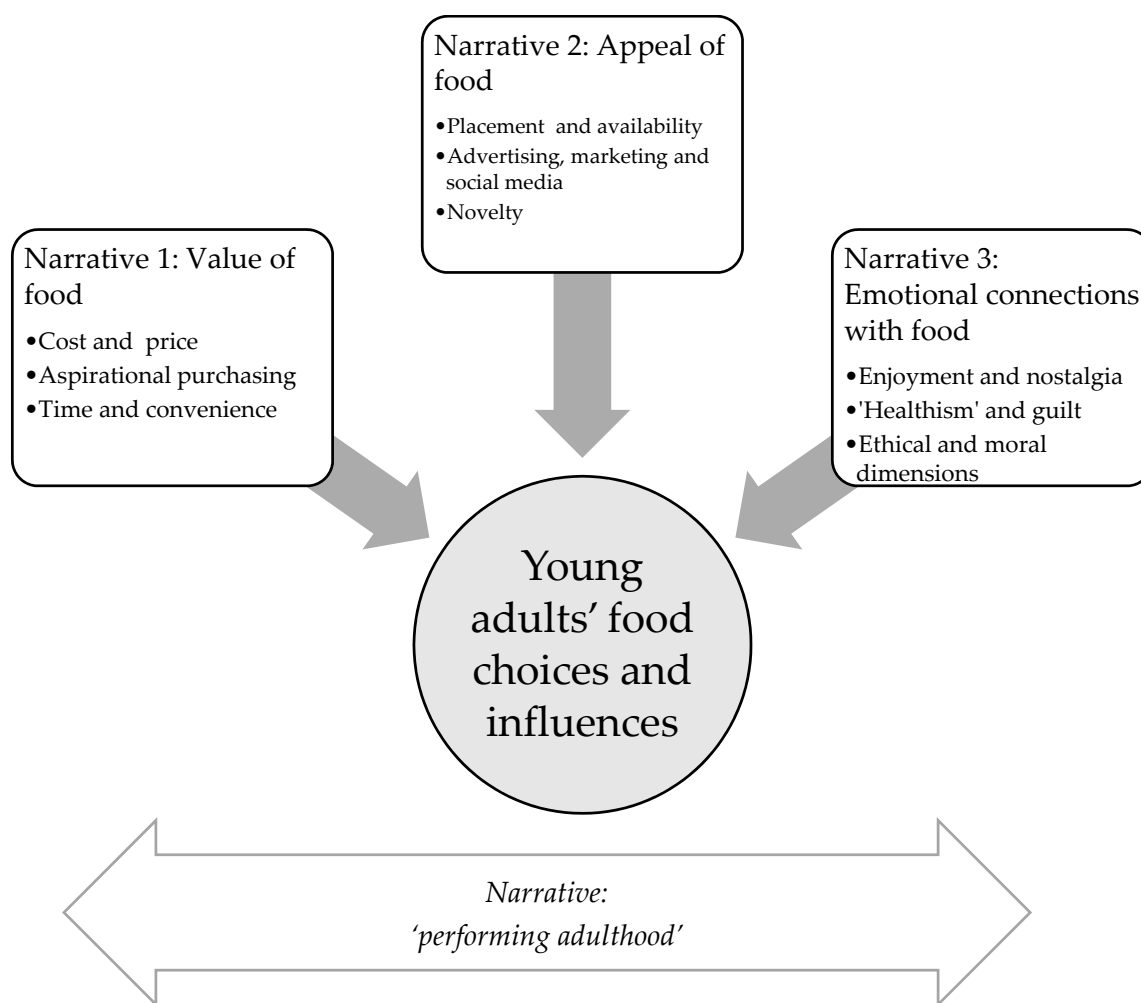 Narrative 2: Appeal of
food
•Placement and availability
•Advertising, marketing and
social media
•Novelty
Narrative 1: Value of
food
•Cost and price
•Aspirational purchasing
•Time and convenience
Narrative 3:
Emotional connections
with food
•Enjoyment and nostalgia
•'Healthism' and guilt
•Ethical and moral
dimensions
Young
adults’ food
choices and
influences
Narrative:
‘performing adulthood’